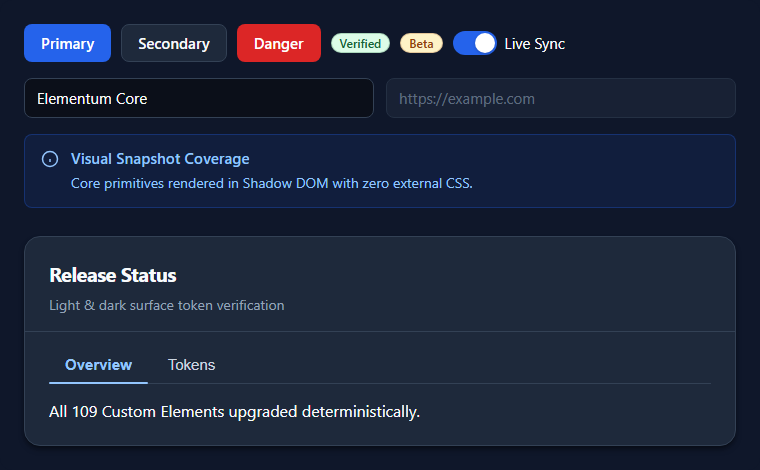 Primary Secondary Danger Verified Beta Live Sync
Elementum Core https://example.com
Visual Snapshot Coverage
Core primitives rendered in Shadow DOM with zero external CSS.
Release Status
Light & dark surface token verification
Overview Tokens
All 109 Custom Elements upgraded deterministically.